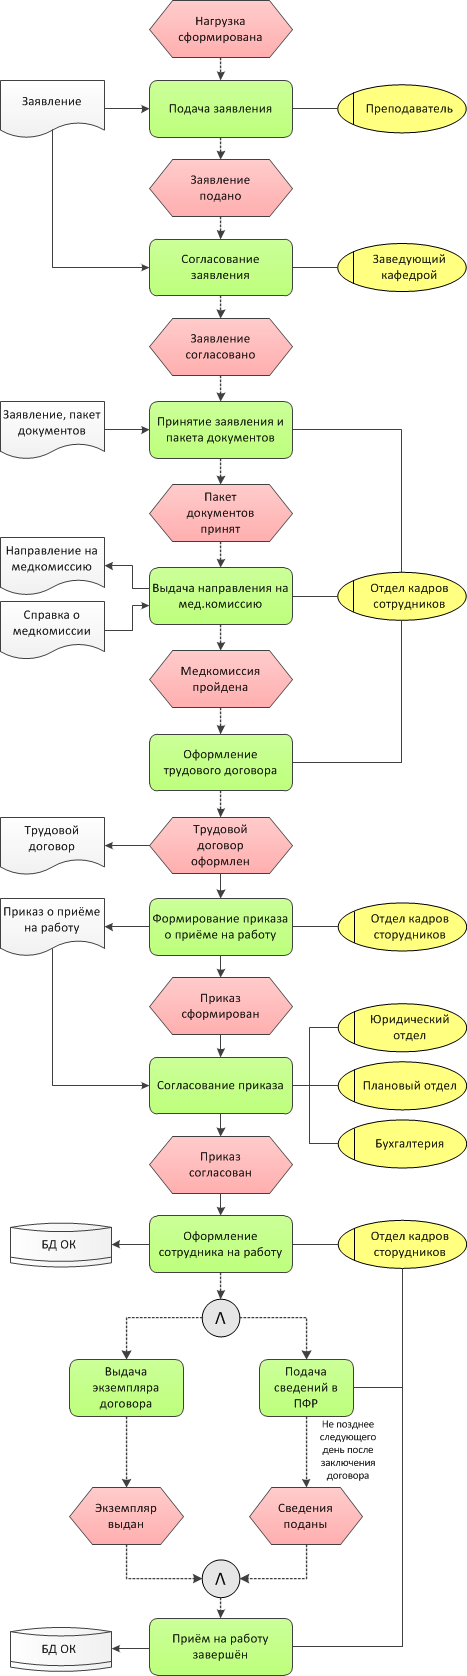 Нагрузка
сформирована
Заявление
Подача заявления
Преподаватель
Заявление
подано
Согласование
заявления
Заведующий
кафедрой
Заявление
согласовано
Заявление, пакет
документов
Принятие заявления и
пакета документов
Пакет
документов
принят
Направление на
медкомиссию
Выдача направления на
мед.комиссию
Отдел кадров
сотрудников
Справка о
медкомиссии
Медкомиссия
пройдена
Оформление
трудового договора
Трудовой
договор
Трудовой
договор
оформлен
Приказ о приёме
на работу
Формирование приказа
о приёме на работу
Отдел кадров
сторудников
Приказ
сформирован
Юридический
отдел
Согласование приказа
Плановый отдел
Бухгалтерия
Приказ
согласован
БД ОК
Оформление
сотрудника на работу
Отдел кадров
сторудников
Λ
Выдача
экземпляра
договора
Подача
сведений в
ПФР
Не позднее
следующего
день после
заключения
договора
Экземпляр
выдан
Сведения
поданы
Λ
БД ОК
Приём на работу
завершён